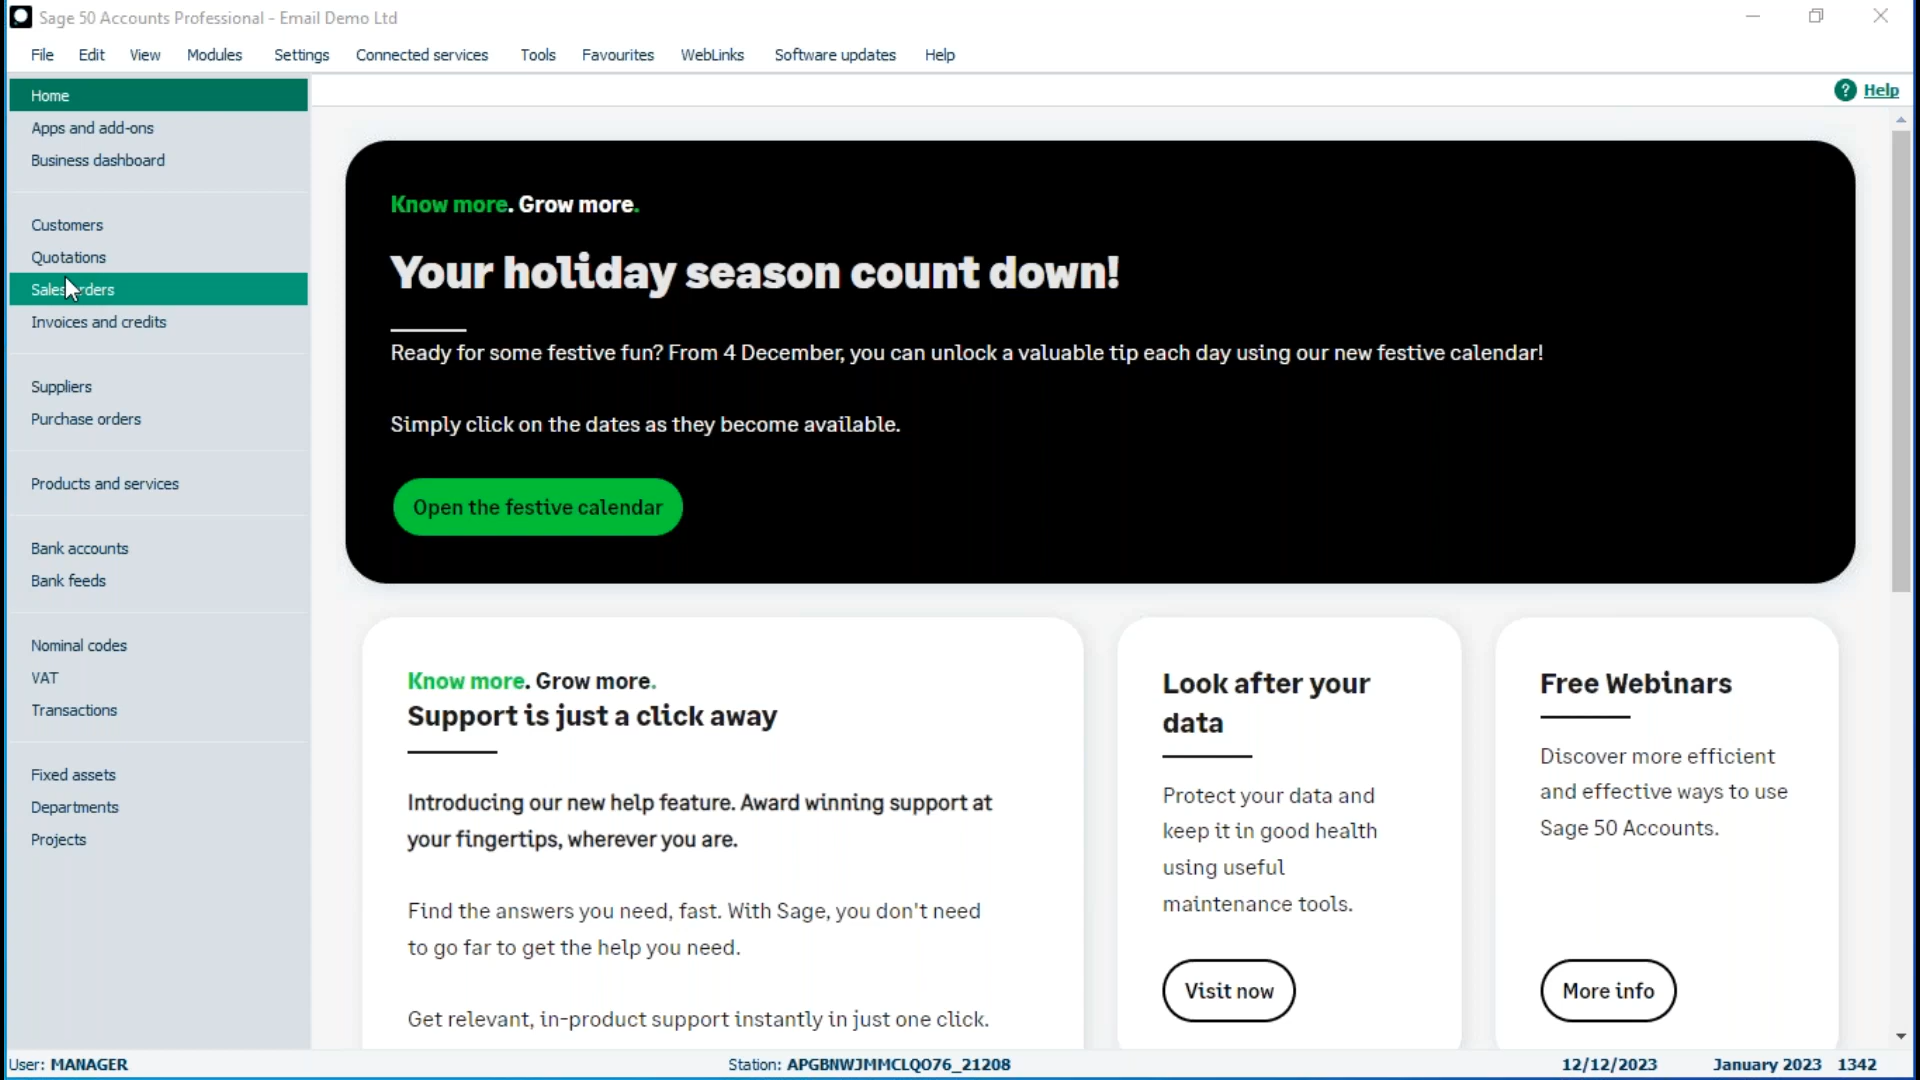 Sage 50 Accounts Professional - Email Demo Ltd
File Edit View Modules Settings Connected services Tools Favourites WebLinks Software updates Help
Home
Apps and add-ons
Business dashboard
Customers
Quotations
Sales orders
Invoices and credits
Suppliers
Purchase orders
Products and services
Bank accounts
Bank feeds
Nominal codes
VAT
Transactions
Fixed assets
Departments
Projects
? Help
Know more. Grow more.
Your holiday season count down!
Ready for some festive fun? From 4 December, you can unlock a valuable tip each day using our new festive calendar!
Simply click on the dates as they become available.
Open the festive calendar
Know more. Grow more.
Support is just a click away
Introducing our new help feature. Award winning support at
your fingertips, wherever you are.
Find the answers you need, fast. With Sage, you don't need
to go far to get the help you need.
Get relevant, in-product support instantly in just one click.
Look after your
data
Protect your data and
keep it in good health
using useful
maintenance tools.
Visit now
Free Webinars
Discover more efficient
and effective ways to use
Sage 50 Accounts.
More info
User: MANAGER Station: APGBNWJMMCLQO76_21208 12/12/2023 January 2023 1342